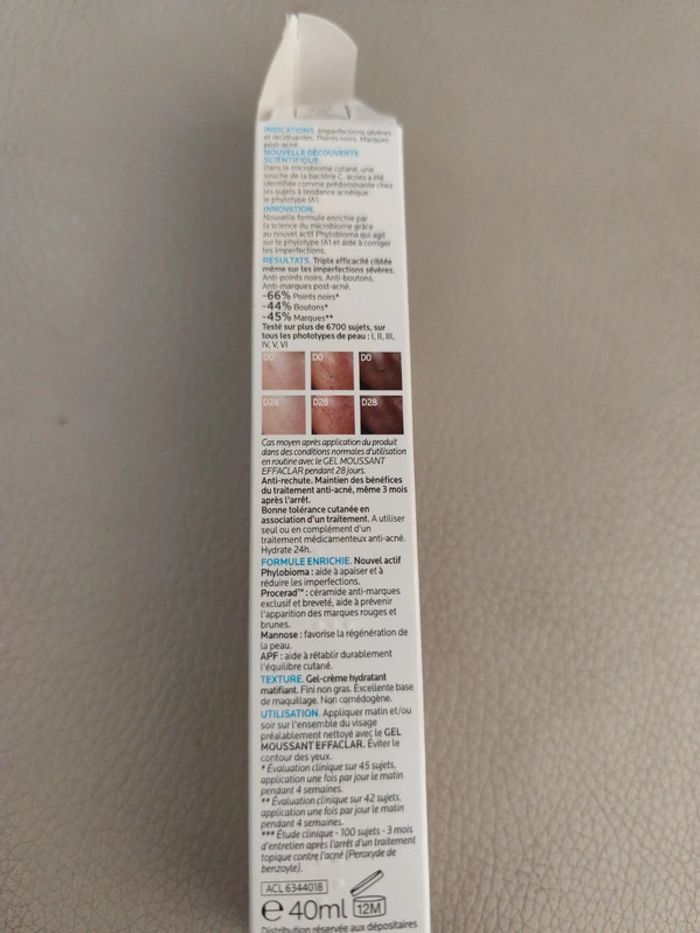 INDICATIONS. Imperfections sévères
et récidivantes. Points noirs. Marques
post-acné.
NOUVELLE DÉCOUVERTE
SCIENTIFIQUE.
Dans le microbiome cutané, une
souche de la bactérie C. acnes a été
identifiée comme prédominante chez
les sujets à tendance acnéique:
le phylotype IA1.
INNOVATION.
Nouvelle formule enrichie par
la science du microbiome grâce
au nouvel actif Phylobioma qui agit
sur le phylotype IA1 et aide à corriger
les imperfections.
RÉSULTATS. Triple efficacité ciblée
même sur les imperfections sévères.
Anti-points noirs. Anti-boutons.
Anti-marques post-acné.
-66% Points noirs*
-44% Boutons*
-45% Marques**
Testé sur plus de 6700 sujets, sur
tous les phototypes de peau : I, II, III,
IV, V, VI
D0 D0 D0
D28 D28 D28
Cas moyen après application du produit
dans des conditions normales d'utilisation
en routine avec le GEL MOUSSANT
EFFACLAR pendant 28 jours.
Anti-rechute. Maintien des bénéfices
du traitement anti-acné, même 3 mois
après l'arrêt.
Bonne tolérance cutanée en
association d'un traitement. A utiliser
seul ou en complément d'un
traitement médicamenteux anti-acné.
Hydrate 24h.
FORMULE ENRICHIE. Nouvel actif
Phylobioma : aide à apaiser et à
réduire les imperfections.
Procerad™ : céramide anti-marques
exclusif et breveté, aide à prévenir
l'apparition des marques rouges et
brunes.
Mannose : favorise la régénération de
la peau.
APF : aide à rétablir durablement
l'équilibre cutané.
TEXTURE. Gel-crème hydratant
matifiant. Fini non gras. Excellente base
de maquillage. Non comédogène.
UTILISATION. Appliquer matin et/ou
soir sur l'ensemble du visage
préalablement nettoyé avec le GEL
MOUSSANT EFFACLAR. Éviter le
contour des yeux.
* Évaluation clinique sur 45 sujets,
application une fois par jour le matin
pendant 4 semaines.
** Évaluation clinique sur 42 sujets,
application une fois par jour le matin
pendant 4 semaines.
*** Étude clinique - 100 sujets - 3 mois
d'entretien après l'arrêt d'un traitement
topique contre l'acné (Peroxyde de
benzoyle).
ACL 6344018
e 40ml 12M
Distribution réservée aux dépositaires